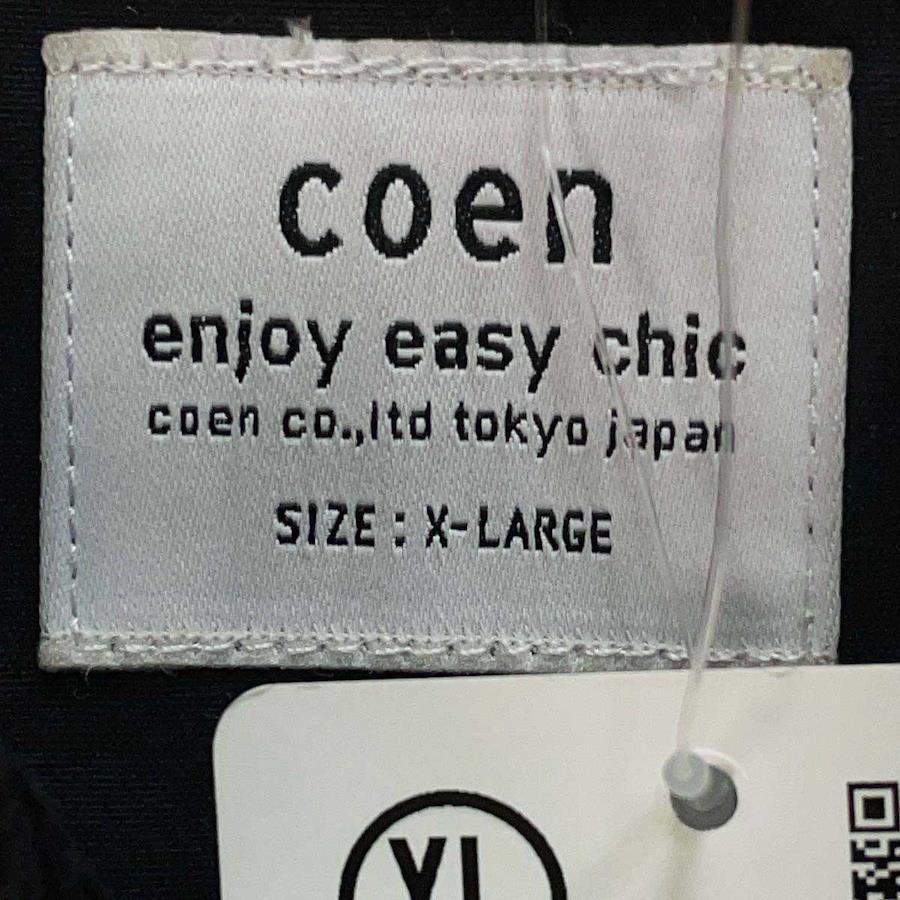 coen
enjoy easy chic
coen co.,ltd tokyo japan
SIZE : X-LARGE
XL